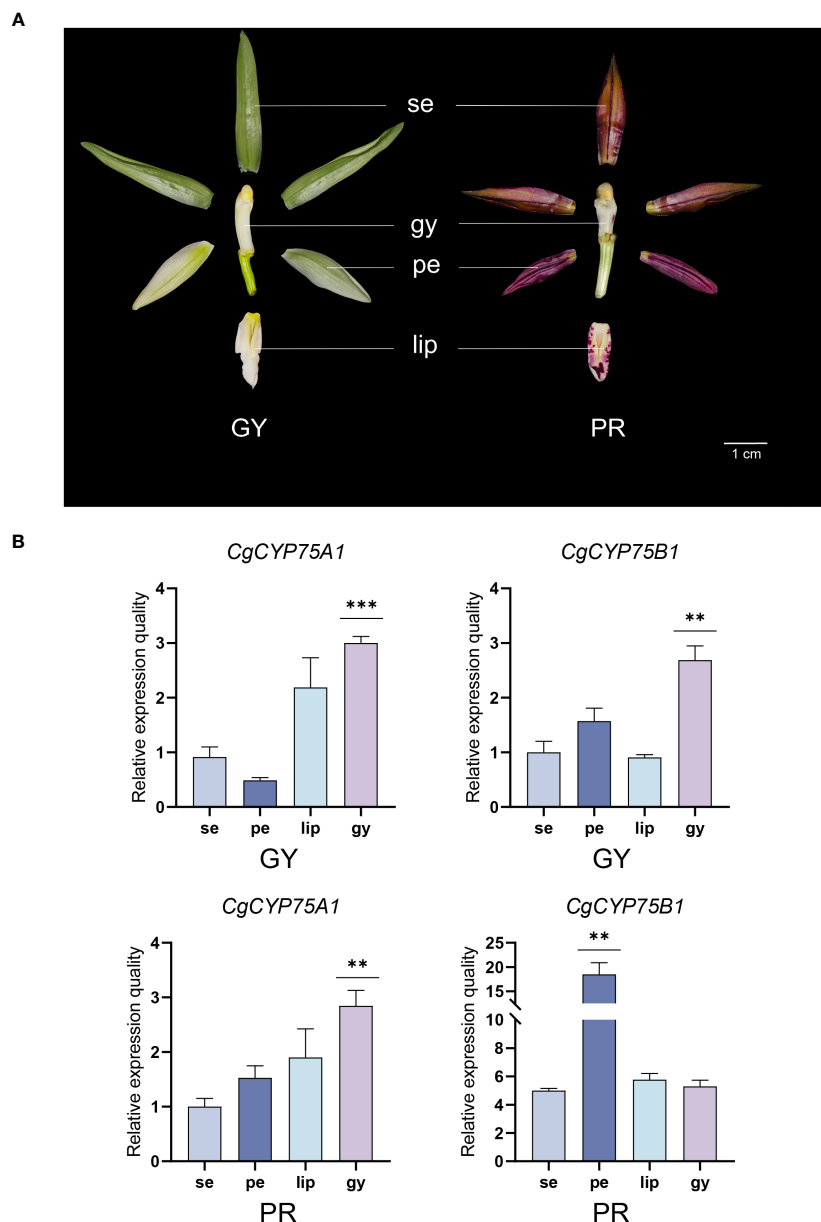 A
se
gy
pe
lip
GY PR
1 cm
B
CgCYP75A1
Relative expression quality
4
3
2
1
0
***
se pe lip gy
GY
CgCYP75B1
Relative expression quality
4
3
2
1
0
**
se pe lip gy
GY
CgCYP75A1
Relative expression quality
4
3
2
1
0
**
se pe lip gy
PR
CgCYP75B1
Relative expression quality
25
20
15
10
8
6
4
2
0
**
se pe lip gy
PR